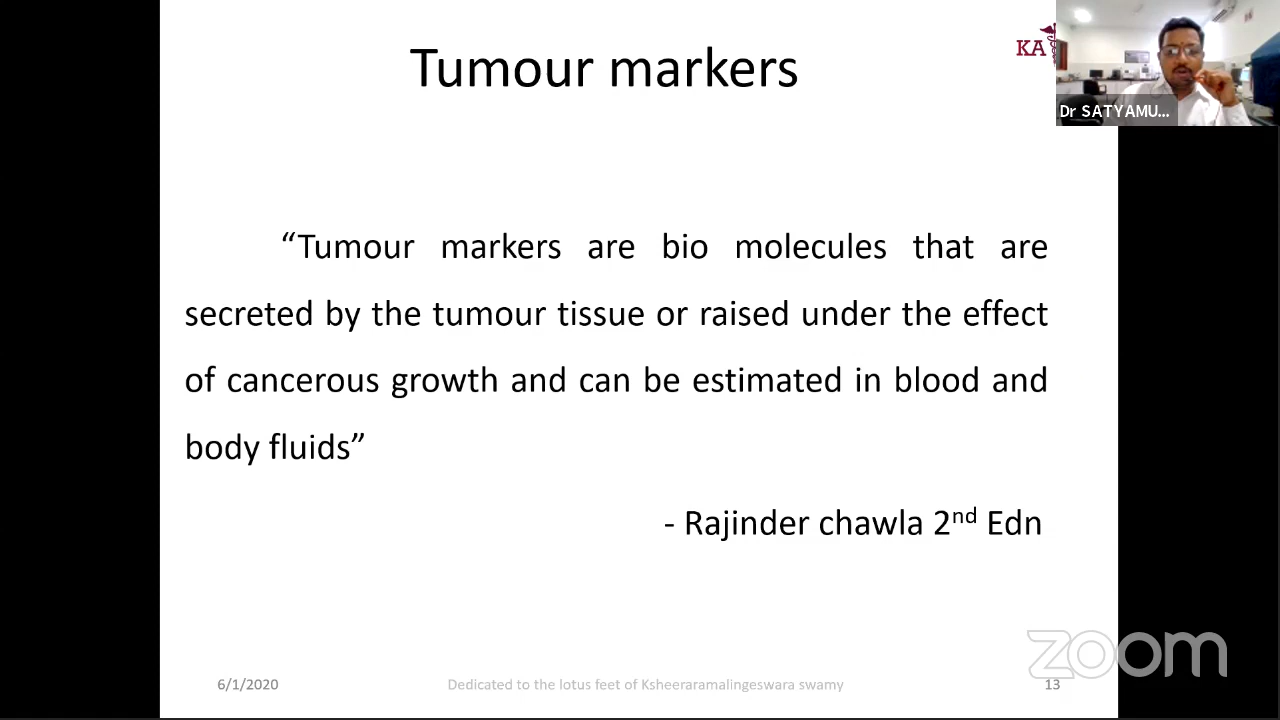 Tumour markers
KA
Dr SATYAMU...
“Tumour markers are bio molecules that are
secreted by the tumour tissue or raised under the effect
of cancerous growth and can be estimated in blood and
body fluids”
- Rajinder chawla 2nd Edn
zoom
6/1/2020 Dedicated to the lotus feet of Ksheeraramalingeswara swamy 13